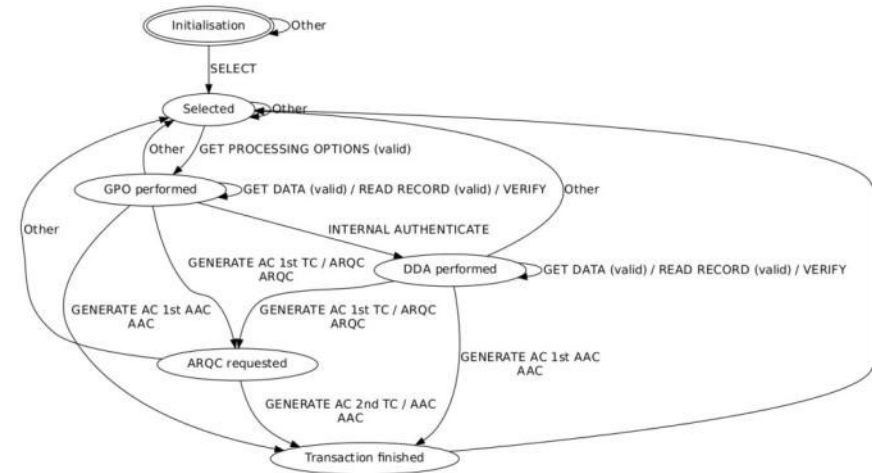 Initialisation
Other
SELECT
Selected
Other
Other
GET PROCESSING OPTIONS (valid)
GPO performed
GET DATA (valid) / READ RECORD (valid) / VERIFY
Other
Other
INTERNAL AUTHENTICATE
GENERATE AC 1st TC / ARQC
ARQC
DDA performed
GET DATA (valid) / READ RECORD (valid) / VERIFY
GENERATE AC 1st AAC
AAC
GENERATE AC 1st TC / ARQC
ARQC
ARQC requested
GENERATE AC 1st AAC
AAC
GENERATE AC 2nd TC / AAC
AAC
Transaction finished